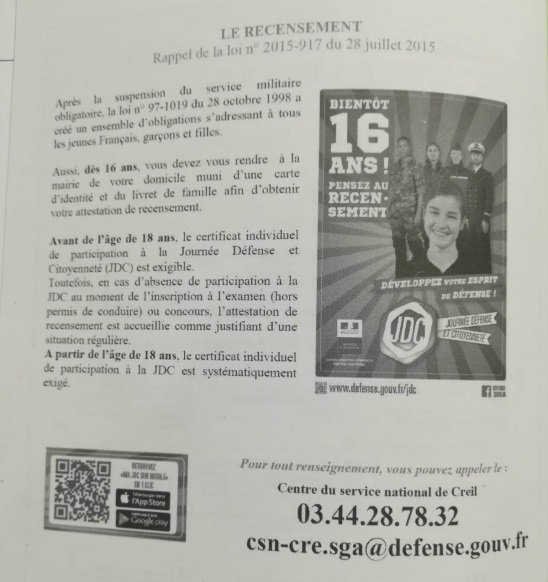 LE RECENSEMENT
Rappel de la loi n° 2015-917 du 28 juillet 2015
Après la suspension du service militaire
obligatoire, la loi n° 97-1019 du 28 octobre 1998 a
créé un ensemble d'obligations s'adressant à tous
les jeunes Français, garçons et filles.
Aussi, dès 16 ans, vous devez vous rendre à la
mairie de votre domicile muni d'une carte
d'identité et du livret de famille afin d'obtenir
votre attestation de recensement.
Avant de l'âge de 18 ans, le certificat individuel
de participation à la Journée Défense et
Citoyenneté (JDC) est exigible.
Toutefois, en cas d'absence de participation à la
JDC au moment de l'inscription à l'examen (hors
permis de conduire) ou concours, l'attestation de
recensement est accueillie comme justifiant d'une
situation régulière.
A partir de l'âge de 18 ans, le certificat individuel
de participation à la JDC est systématiquement
exigé.
BIENTÔT
16
ANS !
PENSEZ AU
RECEN-
SEMENT
DÉVELOPPEZ VOTRE ESPRIT
DE DÉFENSE !
JDC
JOURNÉE DÉFENSE
ET CITOYENNETÉ
www.defense.gouv.fr/jdc
RETROUVEZ
«MA JDC SUR MOBILE»
EN 1 CLIC
Télécharger dans
l'App Store
Google play
Pour tout renseignement, vous pouvez appeler le :
Centre du service national de Creil
03.44.28.78.32
csn-cre.sga@defense.gouv.fr